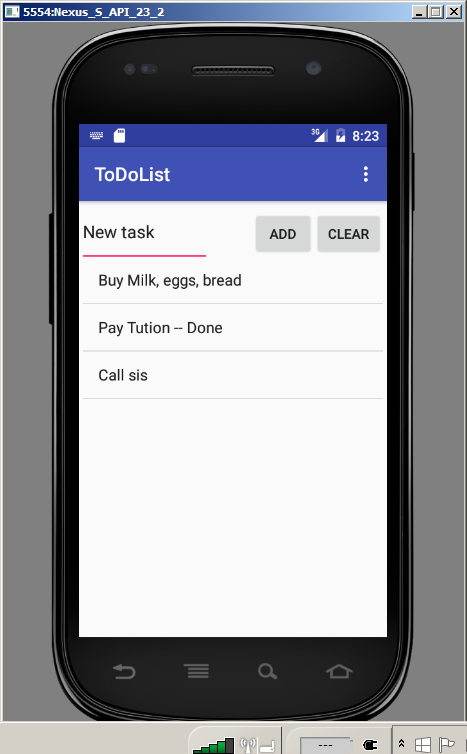 5554:Nexus_S_API_23_2
3G 8:23
ToDoList
New task ADD CLEAR
Buy Milk, eggs, bread
Pay Tution -- Done
Call sis
---